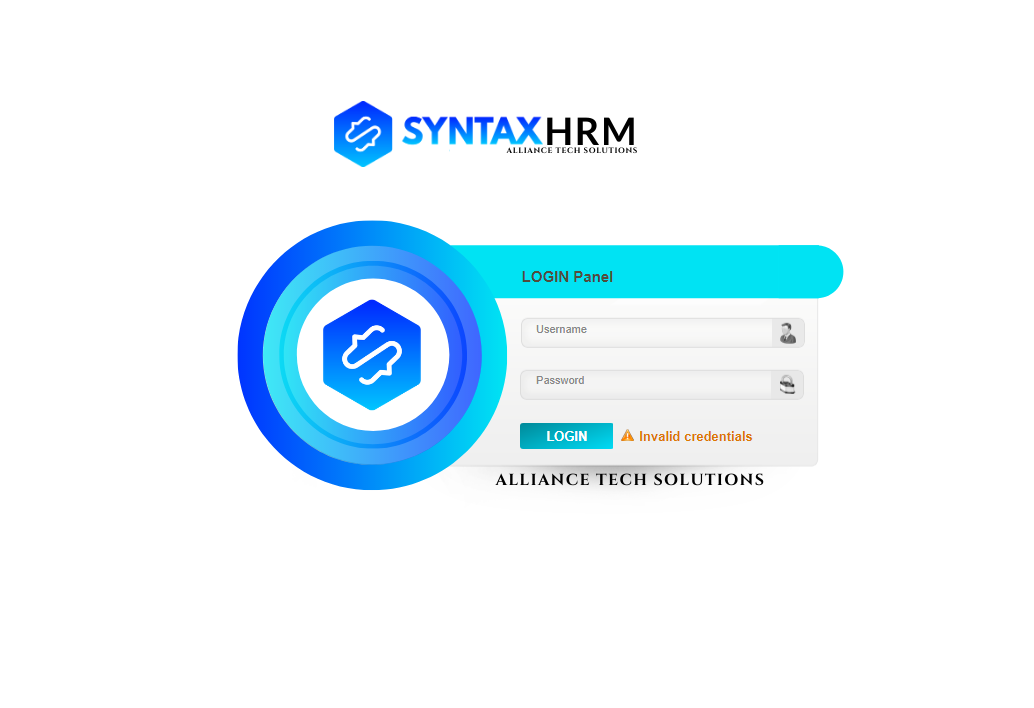 SYNTAXHRM
ALLIANCE TECH SOLUTIONS
LOGIN Panel
Username
Password
LOGIN Invalid credentials
ALLIANCE TECH SOLUTIONS